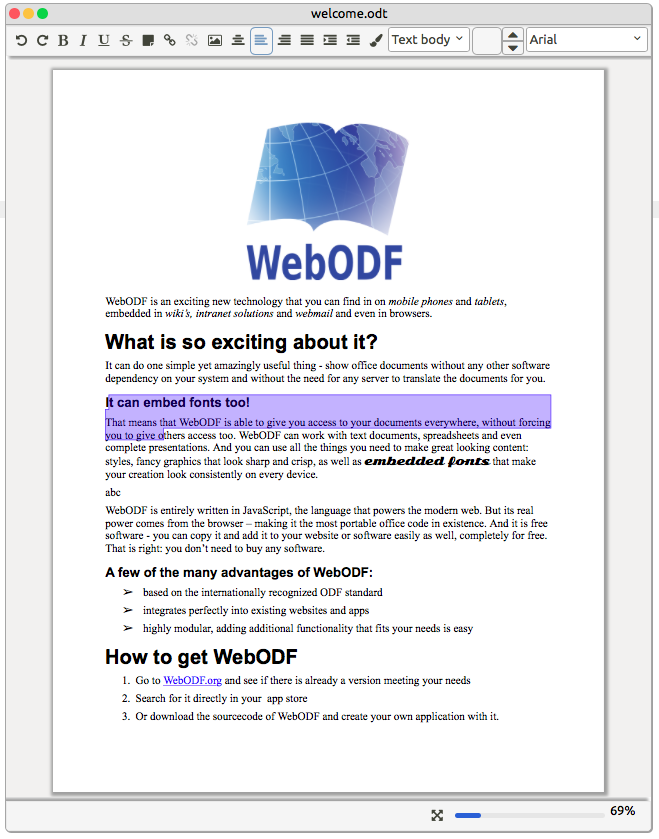 welcome.odt
B I U S Text body Arial
WebODF
WebODF is an exciting new technology that you can find in on mobile phones and tablets,
embedded in wiki's, intranet solutions and webmail and even in browsers.
What is so exciting about it?
It can do one simple yet amazingly useful thing - show office documents without any other software
dependency on your system and without the need for any server to translate the documents for you.
It can embed fonts too!
That means that WebODF is able to give you access to your documents everywhere, without forcing
you to give others access too. WebODF can work with text documents, spreadsheets and even
complete presentations. And you can use all the things you need to make great looking content:
styles, fancy graphics that look sharp and crisp, as well as embedded fonts that make
your creation look consistently on every device.
abc
WebODF is entirely written in JavaScript, the language that powers the modern web. But its real
power comes from the browser – making it the most portable office code in existence. And it is free
software - you can copy it and add it to your website or software easily as well, completely for free.
That is right: you don't need to buy any software.
A few of the many advantages of WebODF:
➢ based on the internationally recognized ODF standard
➢ integrates perfectly into existing websites and apps
➢ highly modular, adding additional functionality that fits your needs is easy
How to get WebODF
1. Go to WebODF.org and see if there is already a version meeting your needs
2. Search for it directly in your app store
3. Or download the sourcecode of WebODF and create your own application with it.
69%